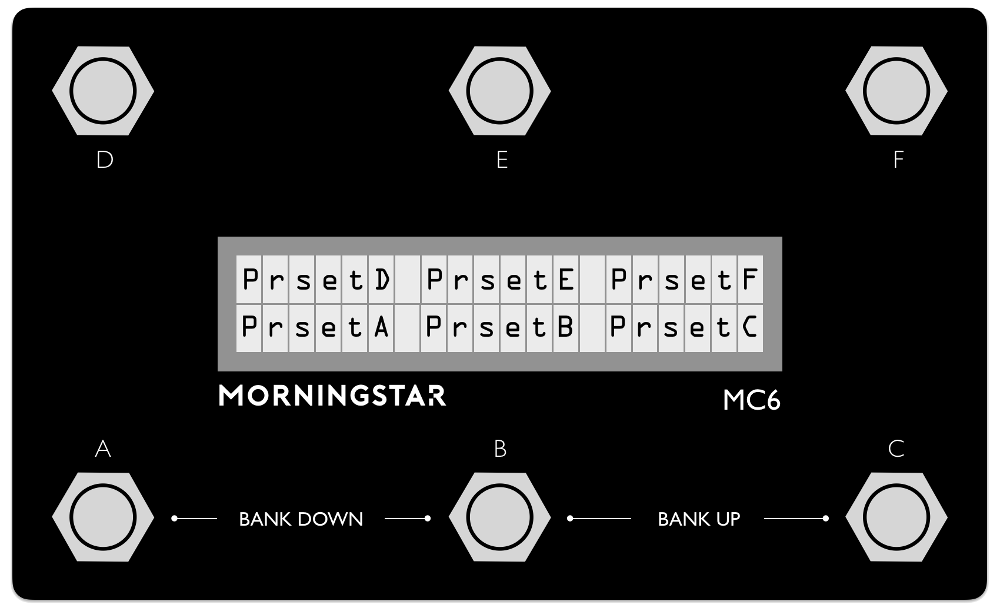 D E F
PrsetD PrsetE PrsetF
PrsetA PrsetB PrsetC
MORNINGSTAR MC6
A B C
BANK DOWN BANK UP